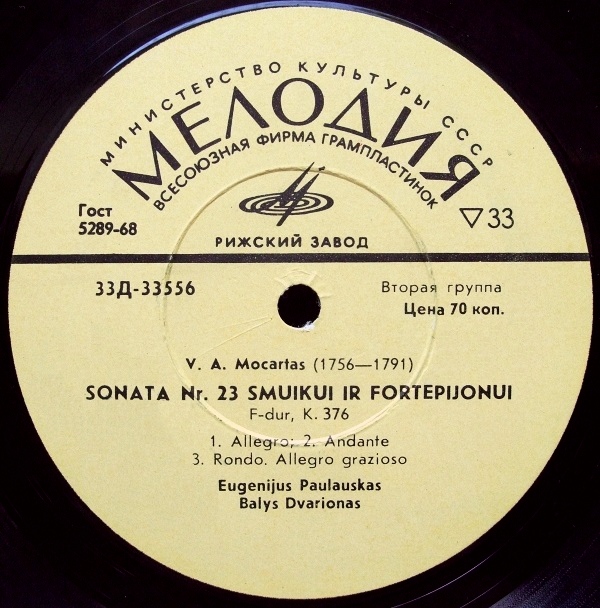 МИНИСТЕРСТВО КУЛЬТУРЫ СССР
МЕЛОДИЯ
ВСЕСОЮЗНАЯ ФИРМА ГРАМПЛАСТИНОК
Гост
5289-68
▽33
РИЖСКИЙ ЗАВОД
33Д-33556
Вторая группа
Цена 70 коп.
V. A. Mocartas (1756—1791)
SONATA Nr. 23 SMUIKUI IR FORTEPIJONUI
F-dur, K. 376
1. Allegro; 2. Andante
3. Rondo. Allegro grazioso
Eugenijus Paulauskas
Balys Dvarionas